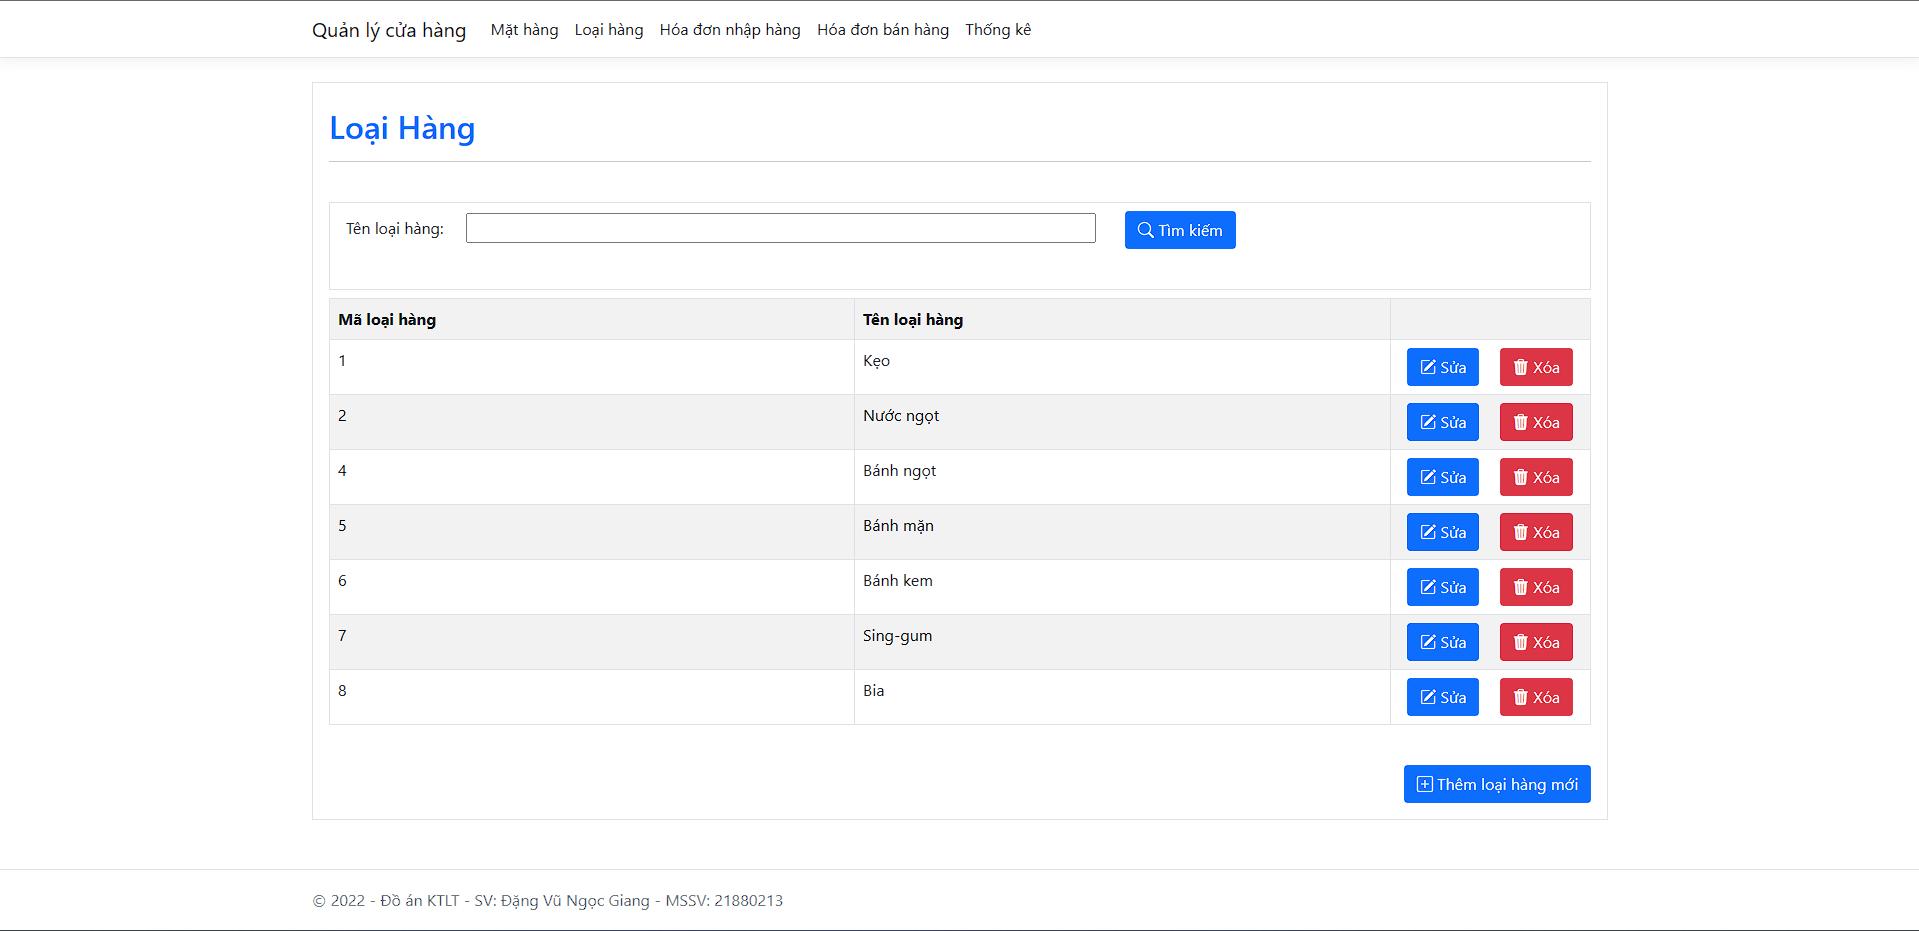 Quản lý cửa hàng Mặt hàng Loại hàng Hóa đơn nhập hàng Hóa đơn bán hàng Thống kê
Loại Hàng
Tên loại hàng: Tìm kiếm
Mã loại hàng Tên loại hàng
1 Kẹo Sửa Xóa
2 Nước ngọt Sửa Xóa
4 Bánh ngọt Sửa Xóa
5 Bánh mặn Sửa Xóa
6 Bánh kem Sửa Xóa
7 Sing-gum Sửa Xóa
8 Bia Sửa Xóa
Thêm loại hàng mới
© 2022 - Đồ án KTLT - SV: Đặng Vũ Ngọc Giang - MSSV: 21880213